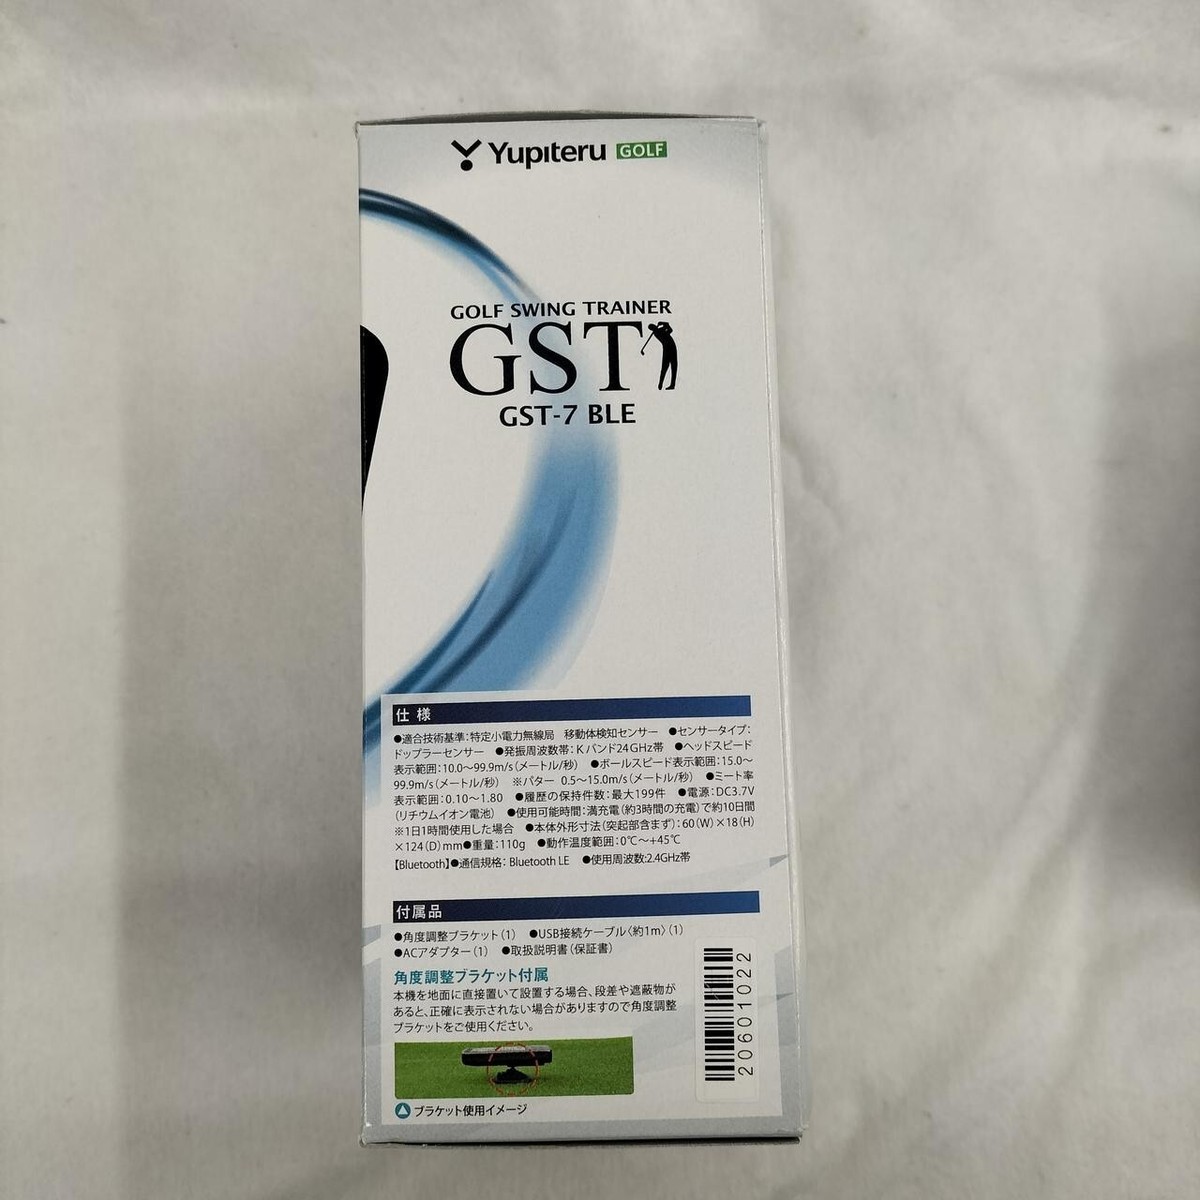 Yupiteru GOLF
GOLF SWING TRAINER
GST
GST-7 BLE
仕 様
●適合技術基準：特定小電力無線局　移動体検知センサー　●センサータイプ：
ドップラーセンサー　●発振周波数帯：Kバンド24GHz帯　●ヘッドスピード
表示範囲：10.0～99.9m/s（メートル/秒）　●ボールスピード表示範囲：15.0～
99.9m/s（メートル/秒）　※パター 0.5～15.0m/s（メートル/秒）　●ミート率
表示範囲：0.10～1.80　●履歴の保持件数：最大199件　●電源：DC3.7V
（リチウムイオン電池）　●使用可能時間：満充電（約3時間の充電）で約10日間
※1日1時間使用した場合　●本体外形寸法（突起部含まず）：60（W）×18（H）
×124（D）mm●重量：110g　●動作温度範囲：0℃～+45℃
【Bluetooth】●通信規格：Bluetooth LE　●使用周波数:2.4GHz帯
付属品
●角度調整ブラケット（1）　●USB接続ケーブル〈約1m〉（1）
●ACアダプター（1）　●取扱説明書（保証書）
角度調整ブラケット付属
本機を地面に直接置いて設置する場合、段差や遮蔽物が
あると、正確に表示されない場合がありますので角度調整
ブラケットをご使用ください。
ブラケット使用イメージ
20601022